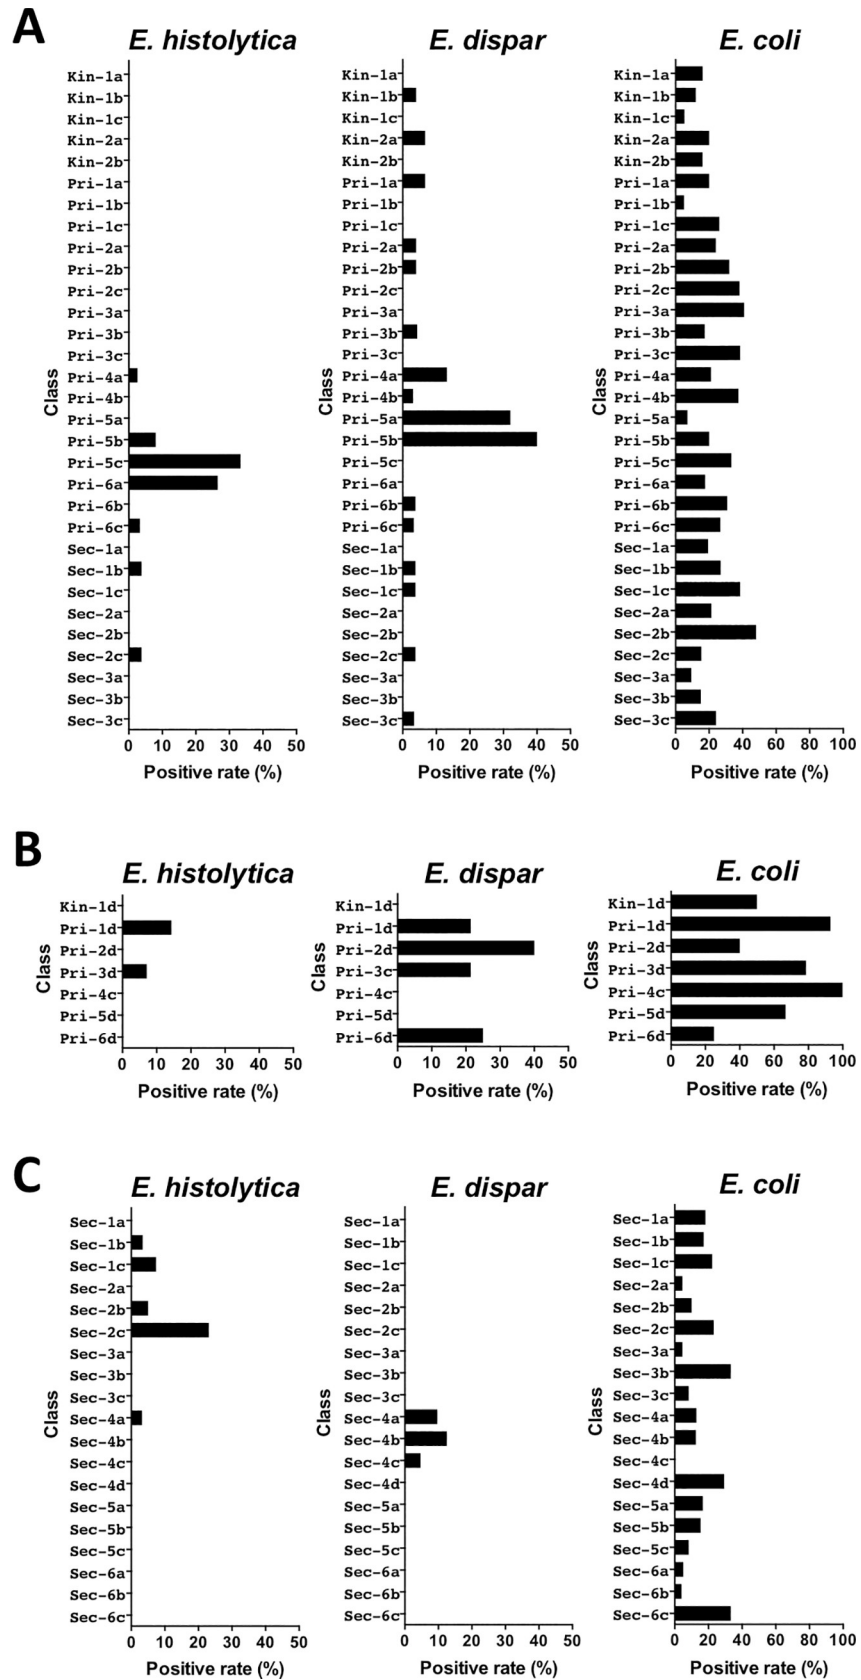 A
E. histolytica
Class
Kin-1a
Kin-1b
Kin-1c
Kin-2a
Kin-2b
Pri-1a
Pri-1b
Pri-1c
Pri-2a
Pri-2b
Pri-2c
Pri-3a
Pri-3b
Pri-3c
Pri-4a
Pri-4b
Pri-5a
Pri-5b
Pri-5c
Pri-6a
Pri-6b
Pri-6c
Sec-1a
Sec-1b
Sec-1c
Sec-2a
Sec-2b
Sec-2c
Sec-3a
Sec-3b
Sec-3c
0 10 20 30 40 50
Positive rate (%)
E. dispar
Class
Kin-1a
Kin-1b
Kin-1c
Kin-2a
Kin-2b
Pri-1a
Pri-1b
Pri-1c
Pri-2a
Pri-2b
Pri-2c
Pri-3a
Pri-3b
Pri-3c
Pri-4a
Pri-4b
Pri-5a
Pri-5b
Pri-5c
Pri-6a
Pri-6b
Pri-6c
Sec-1a
Sec-1b
Sec-1c
Sec-2a
Sec-2b
Sec-2c
Sec-3a
Sec-3b
Sec-3c
0 10 20 30 40 50
Positive rate (%)
E. coli
Class
Kin-1a
Kin-1b
Kin-1c
Kin-2a
Kin-2b
Pri-1a
Pri-1b
Pri-1c
Pri-2a
Pri-2b
Pri-2c
Pri-3a
Pri-3b
Pri-3c
Pri-4a
Pri-4b
Pri-5a
Pri-5b
Pri-5c
Pri-6a
Pri-6b
Pri-6c
Sec-1a
Sec-1b
Sec-1c
Sec-2a
Sec-2b
Sec-2c
Sec-3a
Sec-3b
Sec-3c
0 20 40 60 80 100
Positive rate (%)
B
E. histolytica
Class
Kin-1d
Pri-1d
Pri-2d
Pri-3d
Pri-4c
Pri-5d
Pri-6d
0 10 20 30 40 50
Positive rate (%)
E. dispar
Class
Kin-1d
Pri-1d
Pri-2d
Pri-3c
Pri-4c
Pri-5d
Pri-6d
0 10 20 30 40 50
Positive rate (%)
E. coli
Class
Kin-1d
Pri-1d
Pri-2d
Pri-3d
Pri-4c
Pri-5d
Pri-6d
0 20 40 60 80 100
Positive rate (%)
C
E. histolytica
Class
Sec-1a
Sec-1b
Sec-1c
Sec-2a
Sec-2b
Sec-2c
Sec-3a
Sec-3b
Sec-3c
Sec-4a
Sec-4b
Sec-4c
Sec-4d
Sec-5a
Sec-5b
Sec-5c
Sec-6a
Sec-6b
Sec-6c
0 10 20 30 40 50
Positive rate (%)
E. dispar
Class
Sec-1a
Sec-1b
Sec-1c
Sec-2a
Sec-2b
Sec-2c
Sec-3a
Sec-3b
Sec-3c
Sec-4a
Sec-4b
Sec-4c
Sec-4d
Sec-5a
Sec-5b
Sec-5c
Sec-6a
Sec-6b
Sec-6c
0 10 20 30 40 50
Positive rate (%)
E. coli
Class
Sec-1a
Sec-1b
Sec-1c
Sec-2a
Sec-2b
Sec-2c
Sec-3a
Sec-3b
Sec-3c
Sec-4a
Sec-4b
Sec-4c
Sec-4d
Sec-5a
Sec-5b
Sec-5c
Sec-6a
Sec-6b
Sec-6c
0 20 40 60 80 100
Positive rate (%)